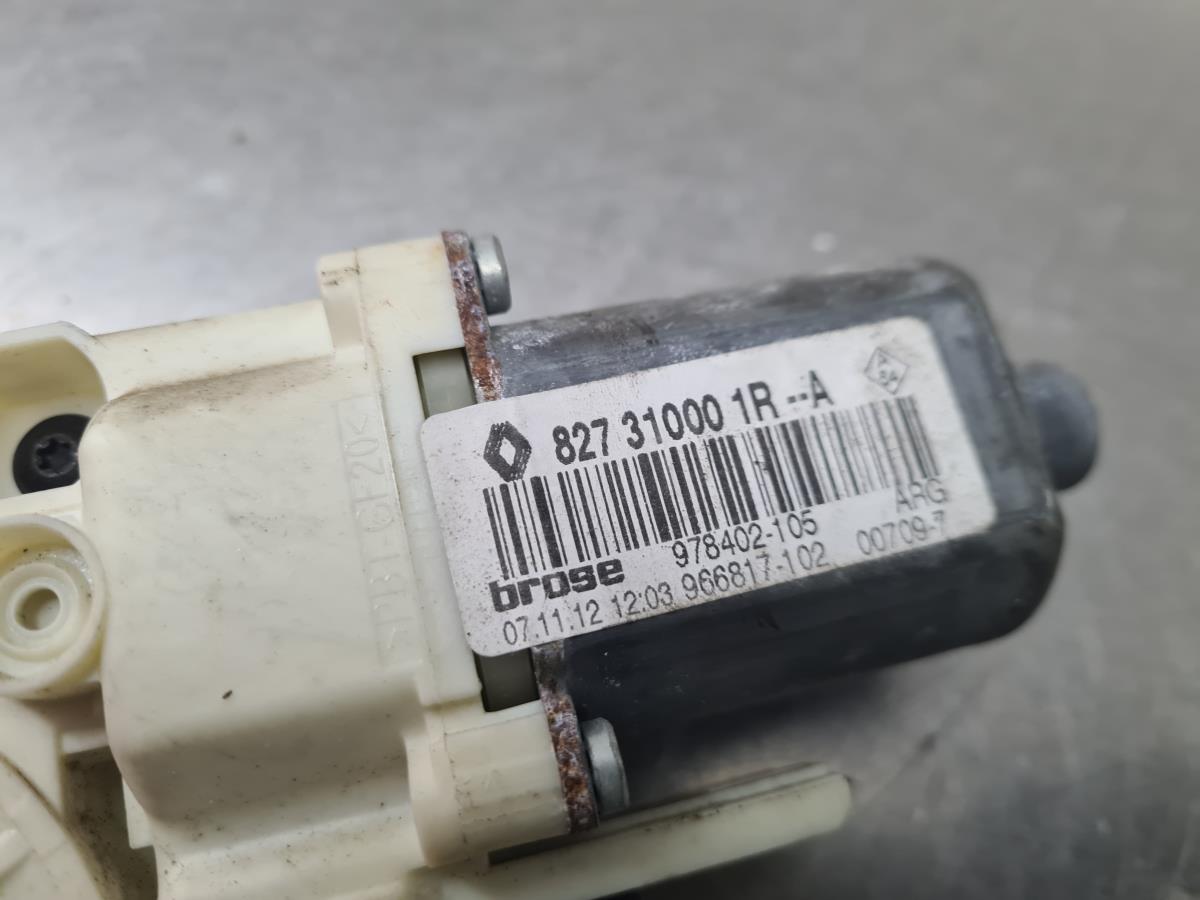 827 31000 1R --A
ARG
978402-105
00709-7
brose
07.11.12 12:03 966817-102